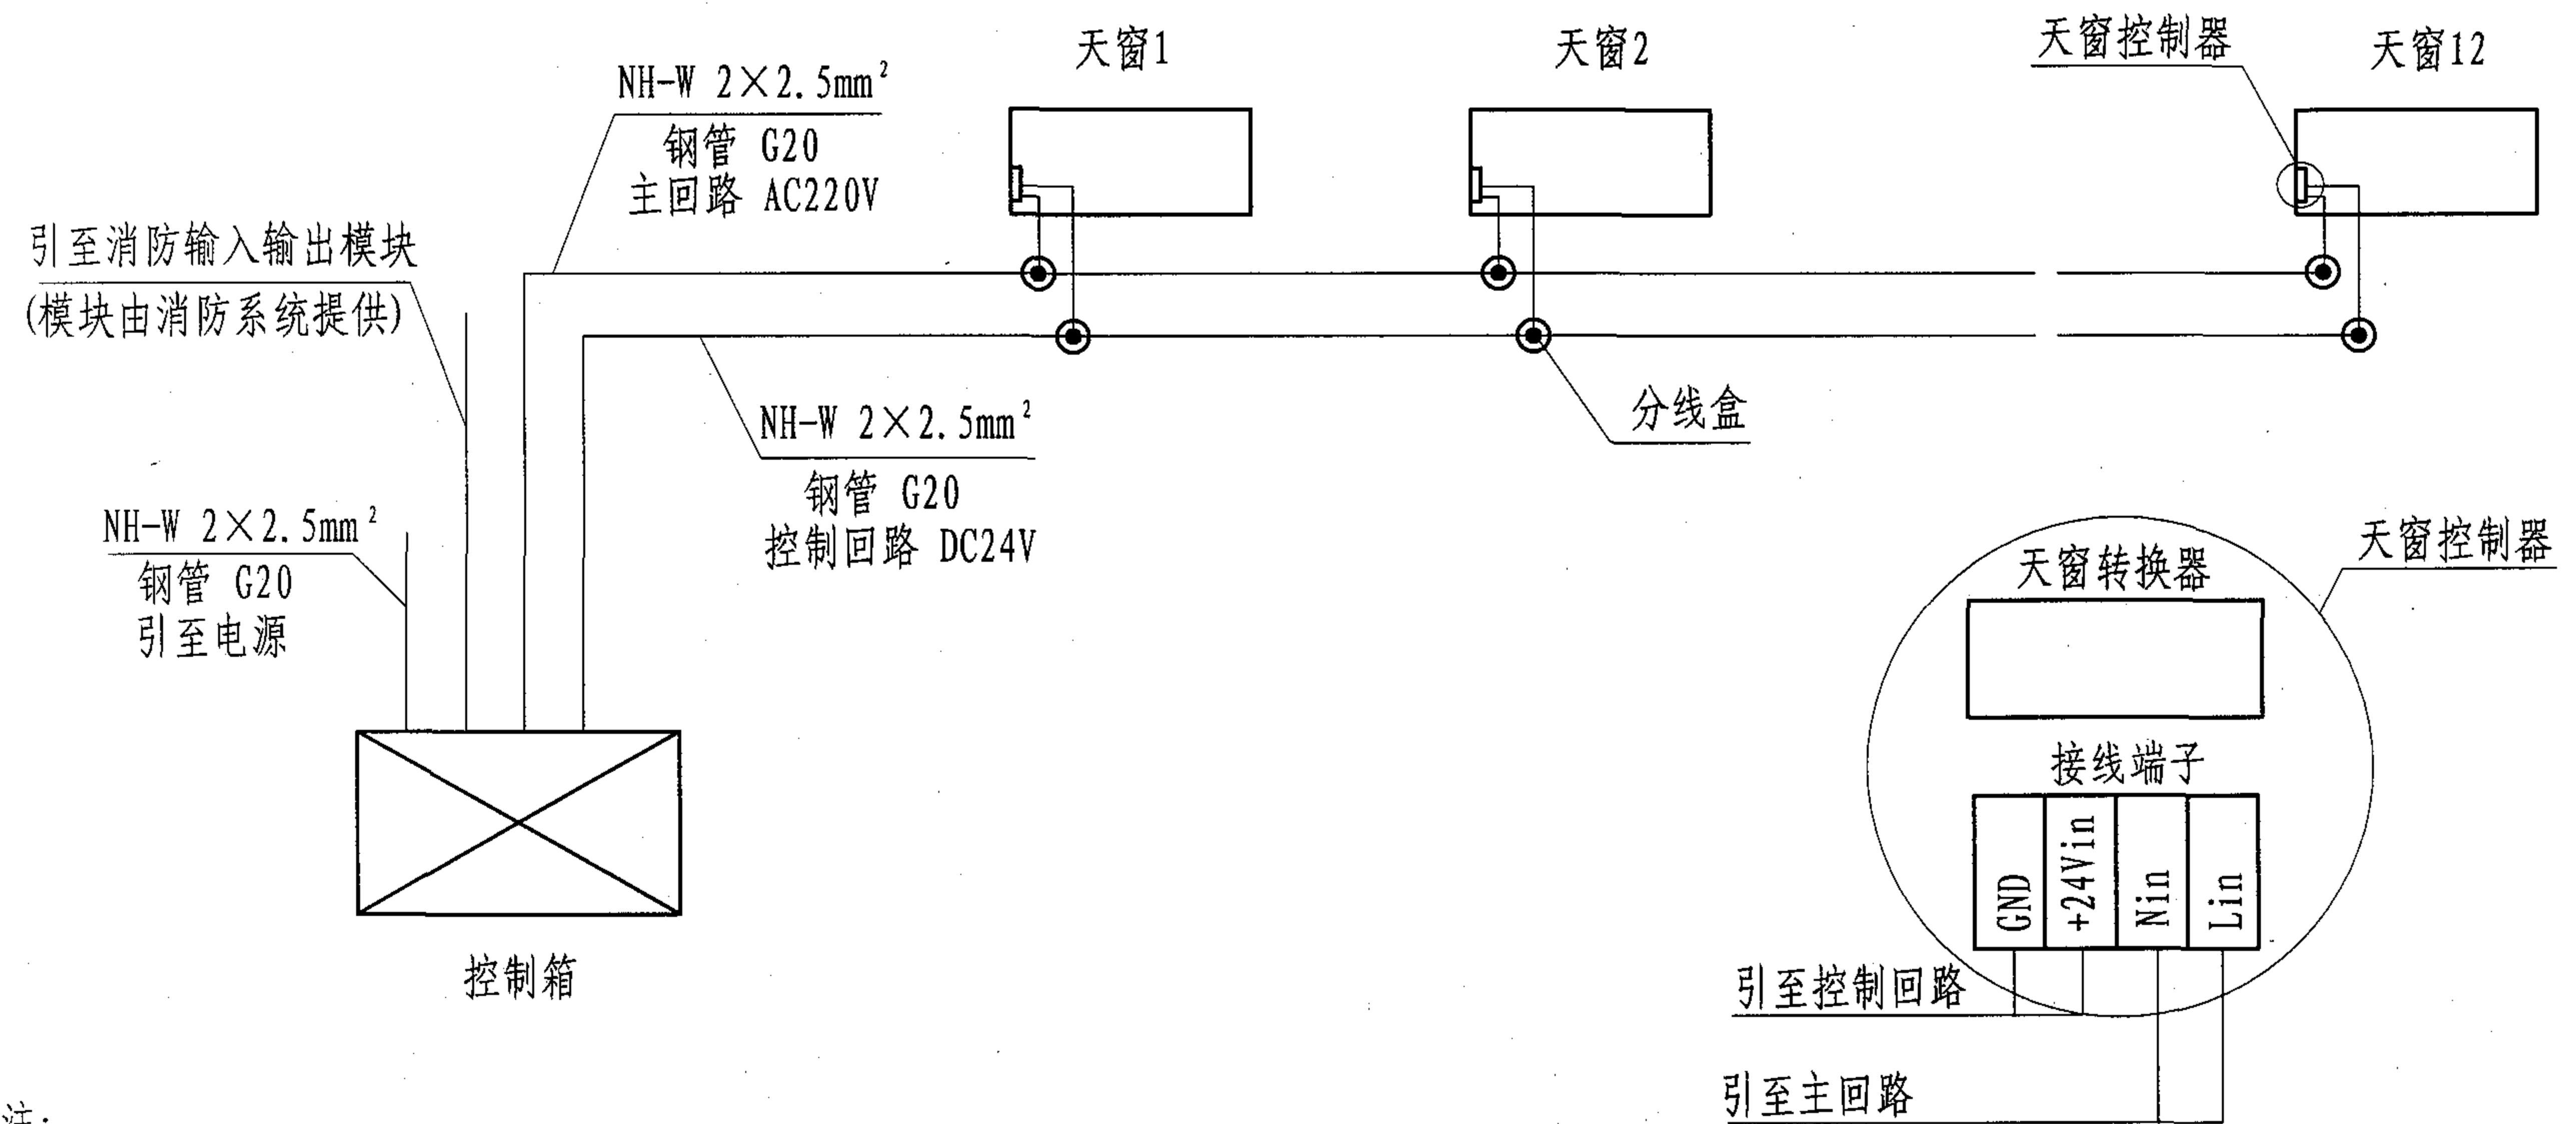 天窗1
天窗2
天窗控制器
天窗12
NH-W 2×2.5mm²
钢管 G20
主回路 AC220V
引至消防输入输出模块
(模块由消防系统提供)
NH-W 2×2.5mm²
钢管 G20
控制回路 DC24V
分线盒
NH-W 2×2.5mm²
钢管 G20
引至电源
控制箱
天窗控制器
天窗转换器
接线端子
GND
+24Vin
Nin
Lin
引至控制回路
引至主回路
注: